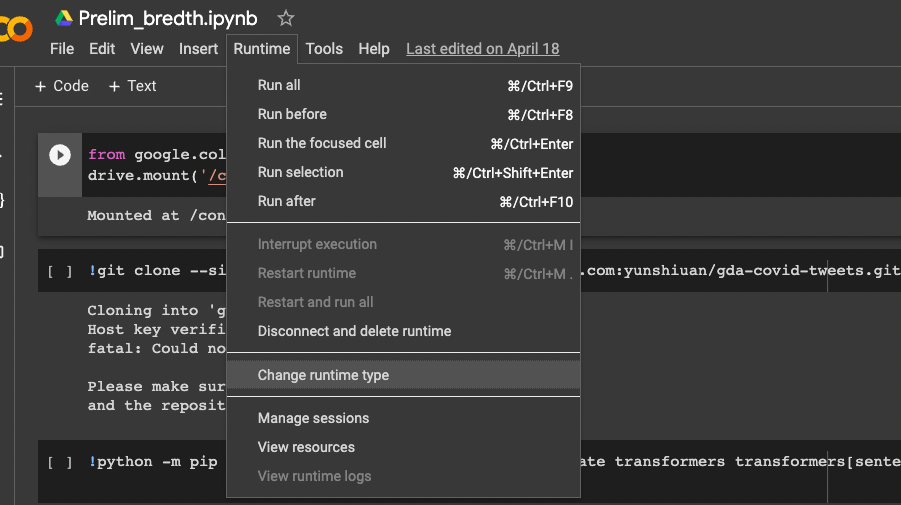 Prelim_bredth.ipynb
File Edit View Insert Runtime Tools Help Last edited on April 18
+ Code + Text
Run all ⌘/Ctrl+F9
Run before ⌘/Ctrl+F8
Run the focused cell ⌘/Ctrl+Enter
Run selection ⌘/Ctrl+Shift+Enter
Run after ⌘/Ctrl+F10
Interrupt execution ⌘/Ctrl+M I
Restart runtime ⌘/Ctrl+M .
Restart and run all
Disconnect and delete runtime
Change runtime type
Manage sessions
View resources
View runtime logs
from google.col
drive.mount('/c
Mounted at /con
[ ] !git clone --si .com:yunshiuan/gda-covid-tweets.git
Cloning into 'g
Host key verifi
fatal: Could no
Please make sur
and the reposit
[ ] !python -m pip ate transformers transformers[sente